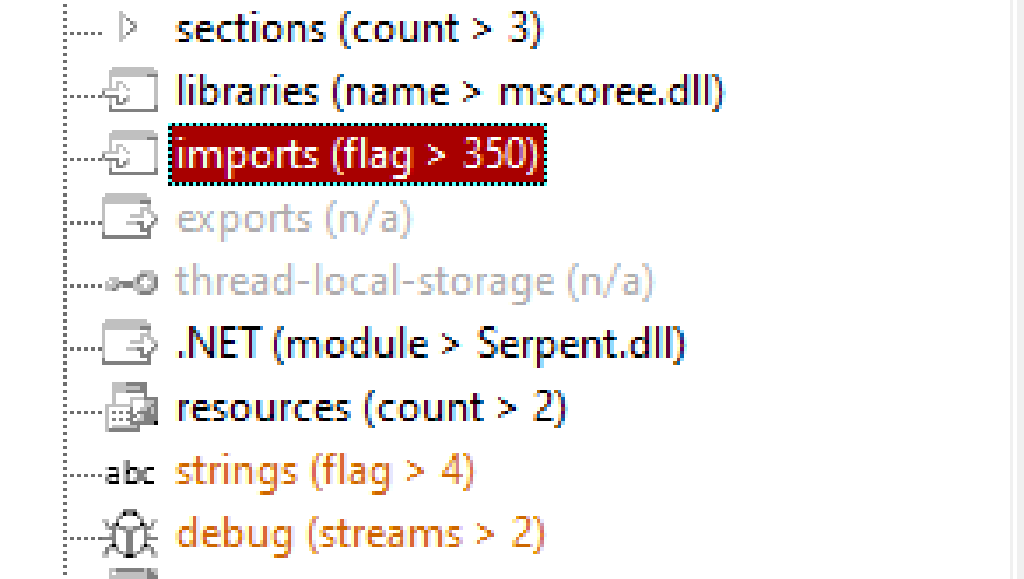 sections (count > 3)
libraries (name > mscoree.dll)
imports (flag > 350)
exports (n/a)
thread-local-storage (n/a)
.NET (module > Serpent.dll)
resources (count > 2)
abc strings (flag > 4)
debug (streams > 2)